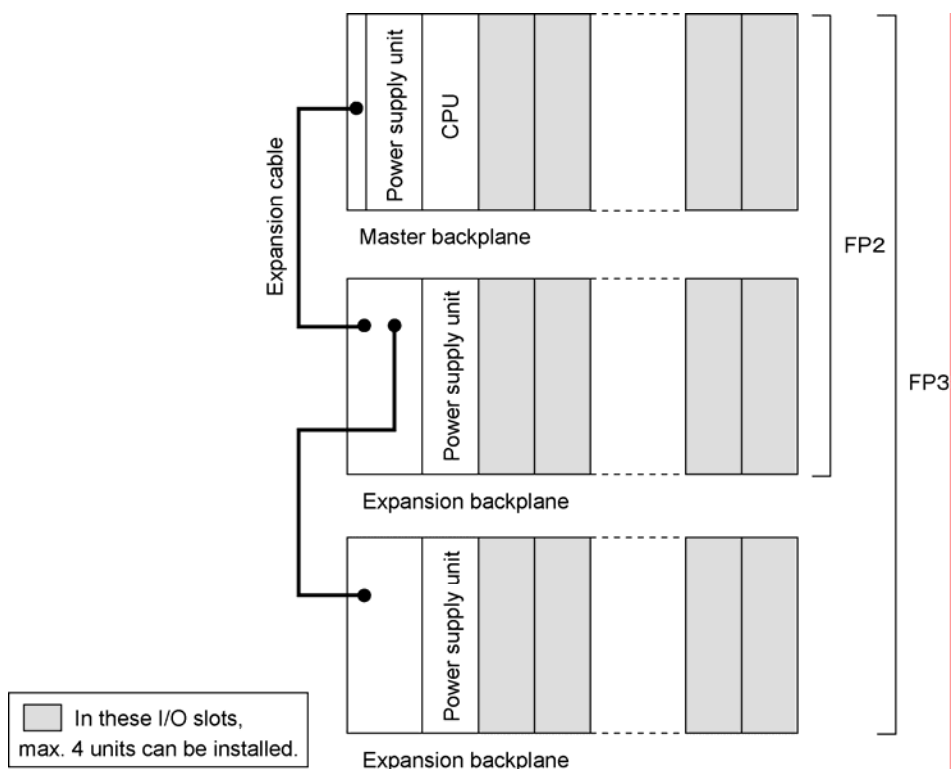 Power supply unit
CPU
Expansion cable
Master backplane
FP2
Power supply unit
FP3
Expansion backplane
Power supply unit
In these I/O slots,
max. 4 units can be installed.
Expansion backplane